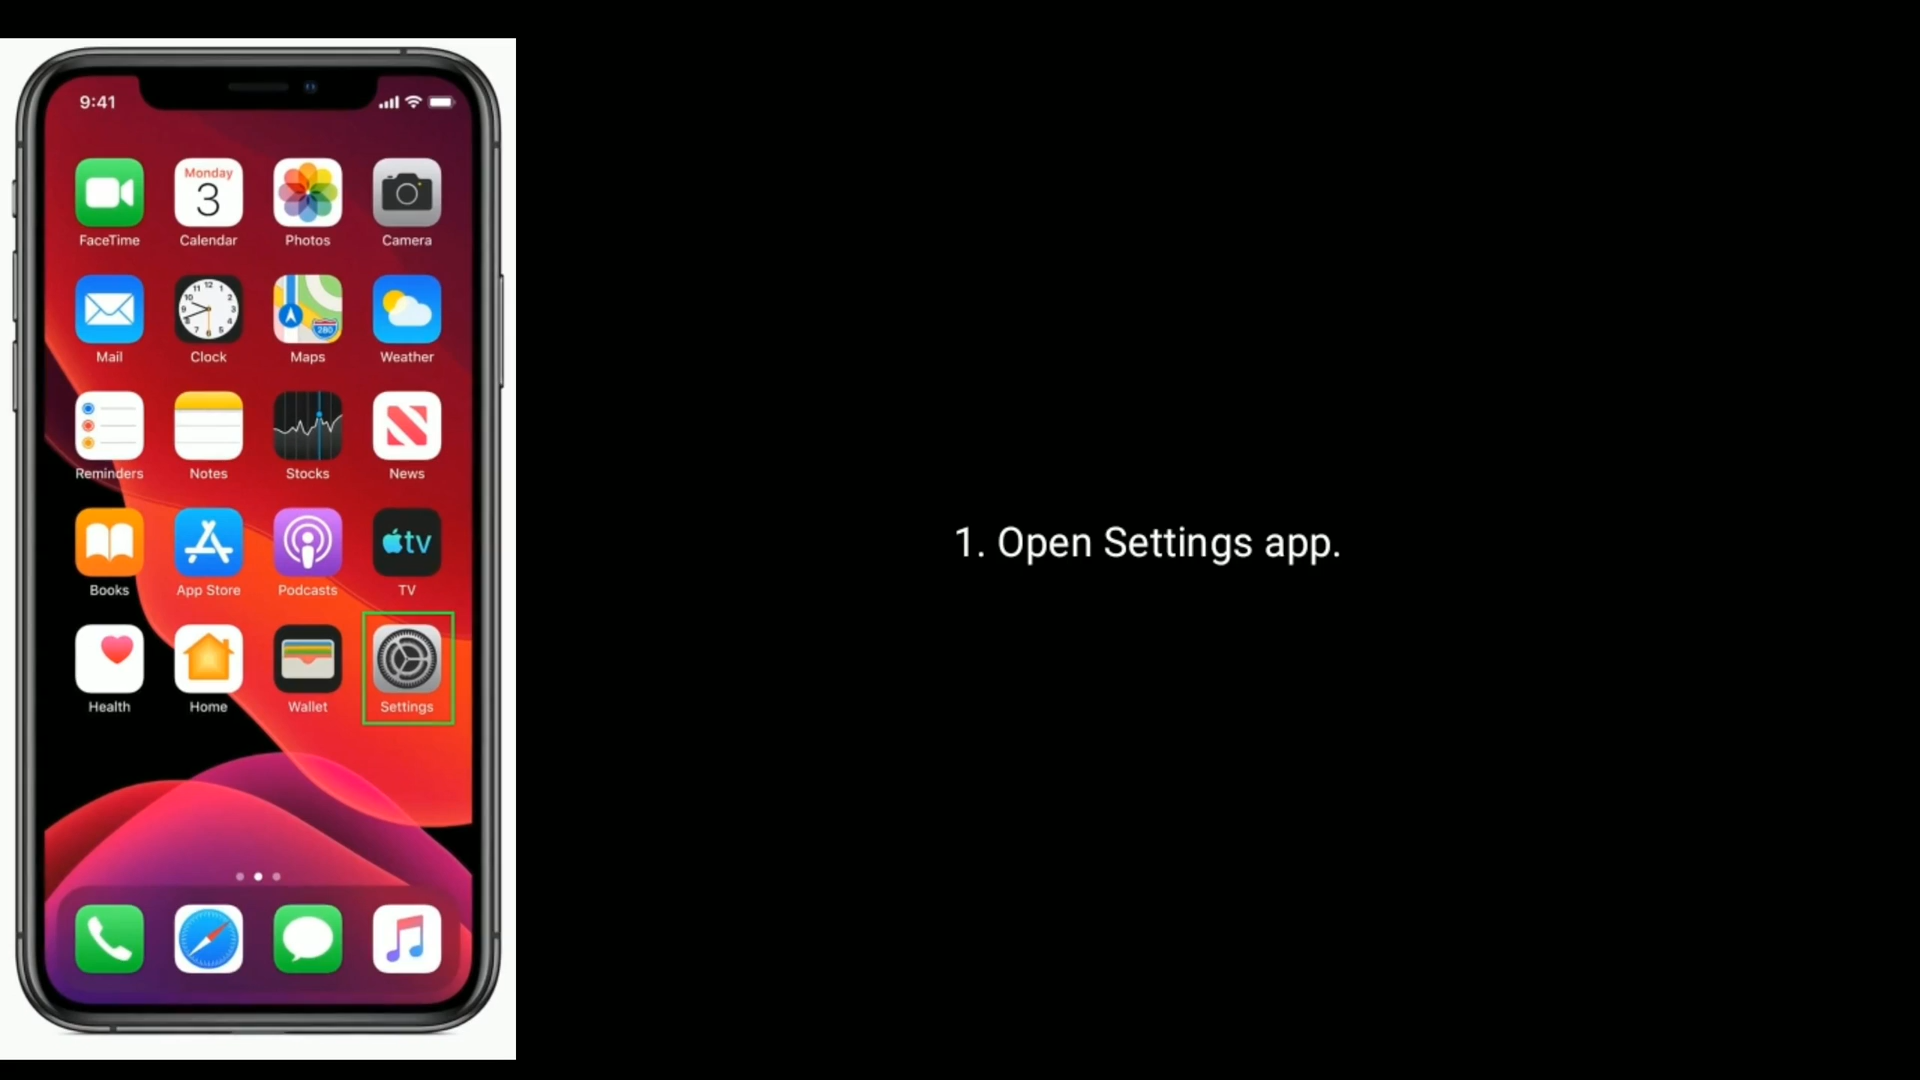 9:41
FaceTime
Monday
3
Calendar
Photos
Camera
Mail
Clock
280
Maps
Weather
Reminders
Notes
Stocks
News
Books
App Store
Podcasts
tv
TV
Health
Home
Wallet
Settings
1. Open Settings app.